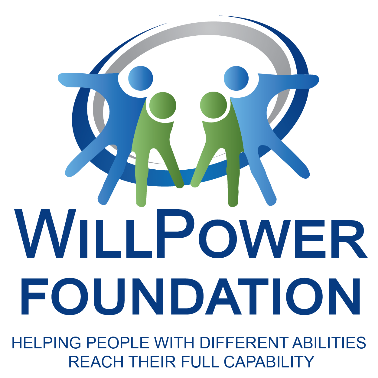 WILLPOWER
FOUNDATION
HELPING PEOPLE WITH DIFFERENT ABILITIES
REACH THEIR FULL CAPABILITY